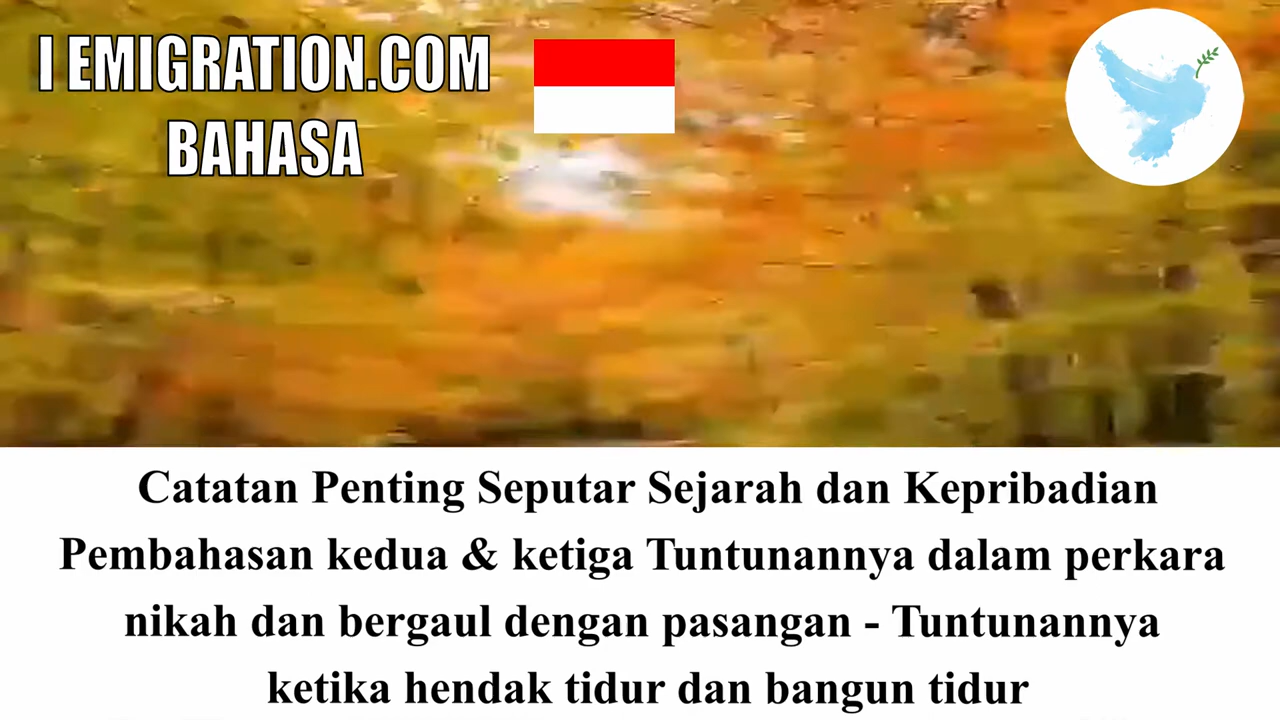 I EMIGRATION.COM
BAHASA
Catatan Penting Seputar Sejarah dan Kepribadian
Pembahasan kedua & ketiga Tuntunannya dalam perkara
nikah dan bergaul dengan pasangan - Tuntunannya
ketika hendak tidur dan bangun tidur